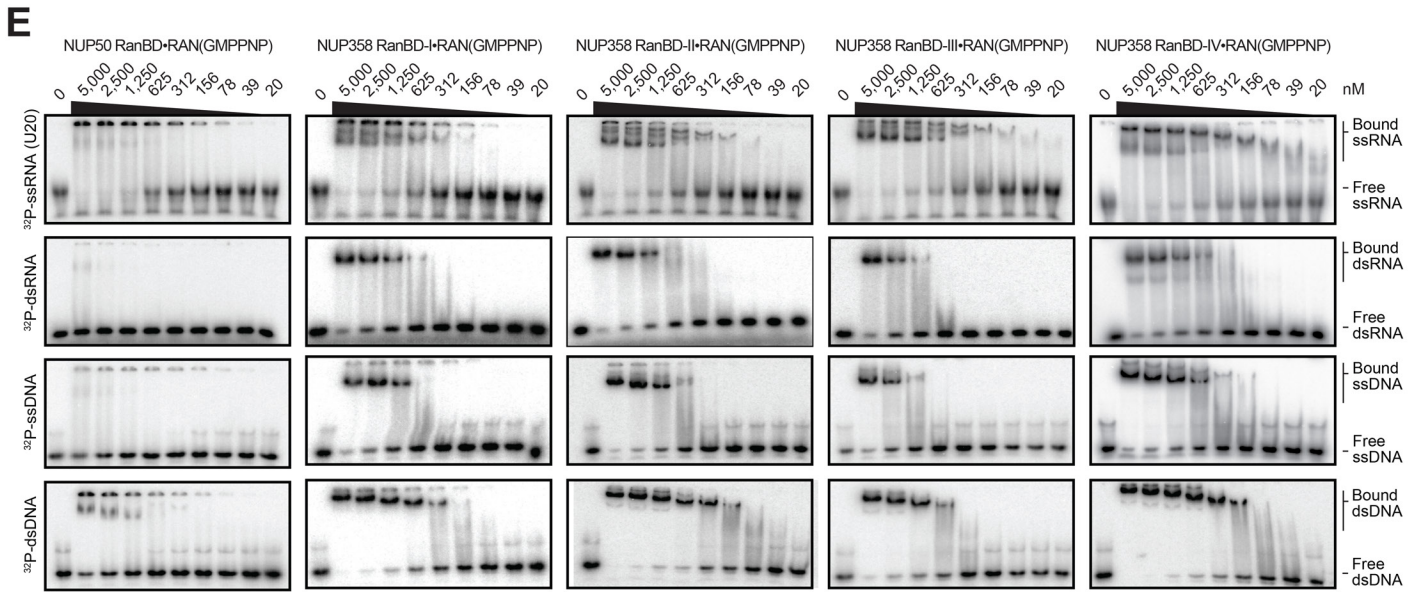 E
NUP50 RanBD•RAN(GMPPNP)
NUP358 RanBD-I•RAN(GMPPNP)
NUP358 RanBD-II•RAN(GMPPNP)
NUP358 RanBD-III•RAN(GMPPNP)
NUP358 RanBD-IV•RAN(GMPPNP)
0 5,000 2,500 1,250 625 312 156 78 39 20
0 5,000 2,500 1,250 625 312 156 78 39 20
0 5,000 2,500 1,250 625 312 156 78 39 20
0 5,000 2,500 1,250 625 312 156 78 39 20
0 5,000 2,500 1,250 625 312 156 78 39 20
nM
32P-ssRNA (U20)
Bound
ssRNA
Free
ssRNA
32P-dsRNA
Bound
dsRNA
Free
dsRNA
32P-ssDNA
Bound
ssDNA
Free
ssDNA
32P-dsDNA
Bound
dsDNA
Free
dsDNA